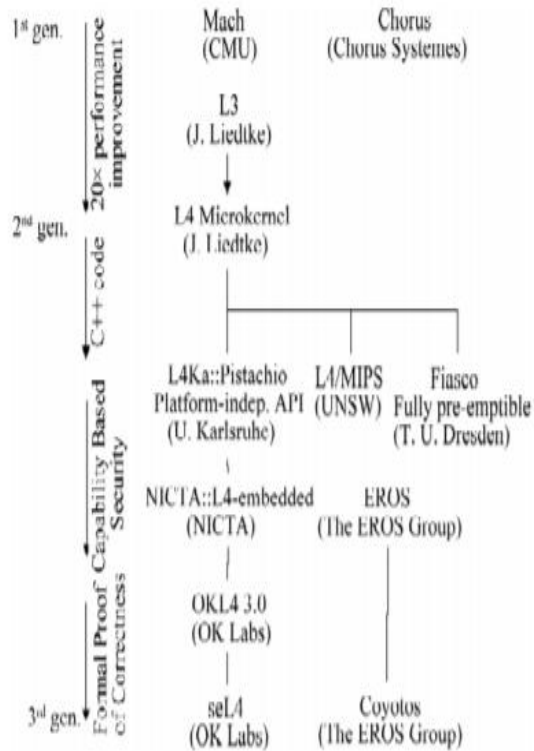 1st gen.
Mach
(CMU)
Chorus
(Chorus Systemes)
20× performance
improvement
L3
(J. Liedtke)
2nd gen.
L4 Microkernel
(J. Liedtke)
C++ code
L4Ka::Pistachio
Platform-indep. API
(U. Karlsruhe)
L4/MIPS
(UNSW)
Fiasco
Fully pre-emptible
(T. U. Dresden)
Capability Based
Security
NICTA::L4-embedded
(NICTA)
EROS
(The EROS Group)
Formal Proof
of Correctness
OKL4 3.0
(OK Labs)
3rd gen.
seL4
(OK Labs)
Coyotos
(The EROS Group)